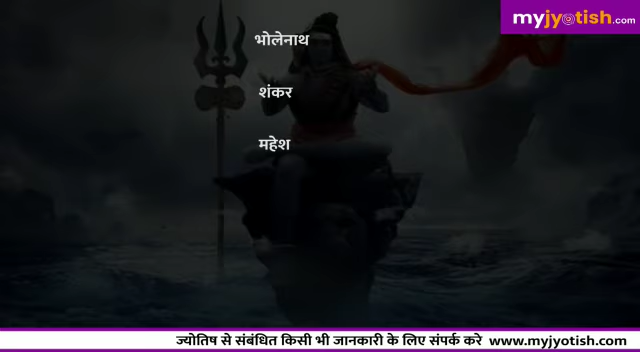 myjyotish.com
भोलेनाथ
शंकर
महेश
ज्योतिष से संबंधित किसी भी जानकारी के लिए संपर्क करे www.myjyotish.com